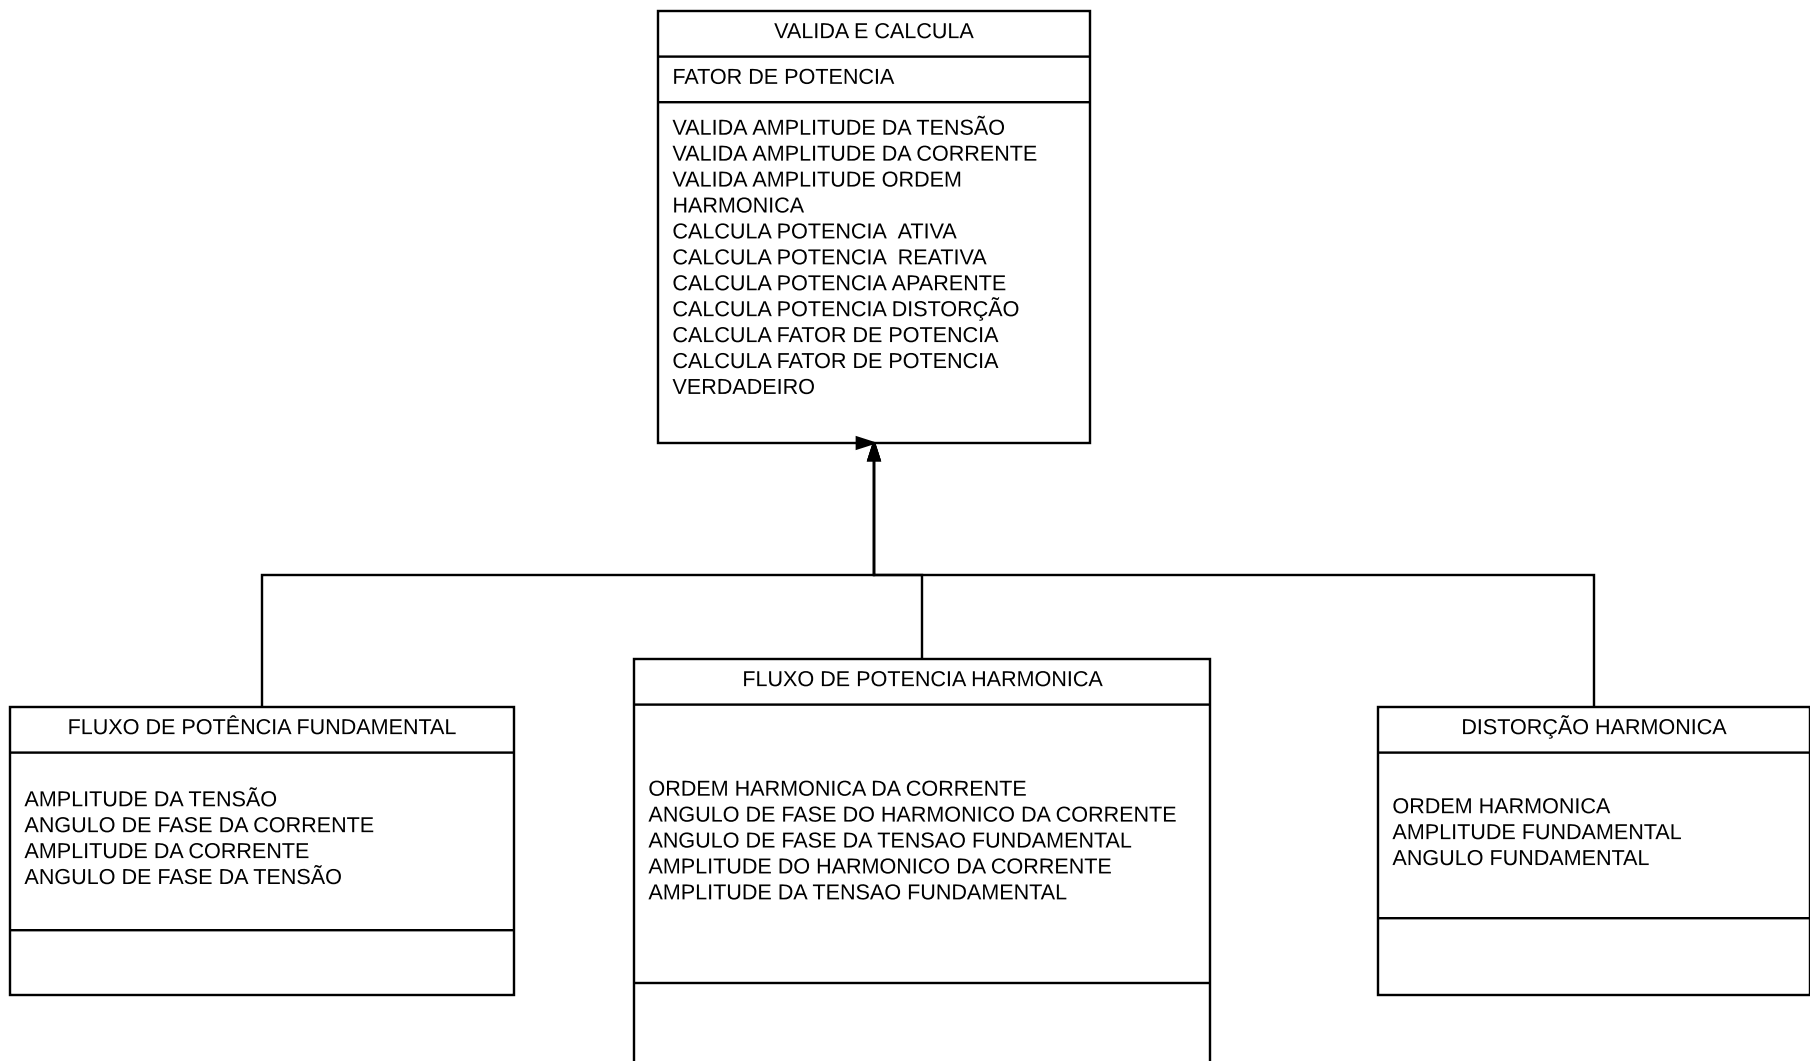 VALIDA E CALCULA
FATOR DE POTENCIA
VALIDA AMPLITUDE DA TENSÃO
VALIDA AMPLITUDE DA CORRENTE
VALIDA AMPLITUDE ORDEM
HARMONICA
CALCULA POTENCIA  ATIVA
CALCULA POTENCIA  REATIVA
CALCULA POTENCIA APARENTE
CALCULA POTENCIA DISTORÇÃO
CALCULA FATOR DE POTENCIA
CALCULA FATOR DE POTENCIA
VERDADEIRO
FLUXO DE POTÊNCIA FUNDAMENTAL
AMPLITUDE DA TENSÃO
ANGULO DE FASE DA CORRENTE
AMPLITUDE DA CORRENTE
ANGULO DE FASE DA TENSÃO
FLUXO DE POTENCIA HARMONICA
ORDEM HARMONICA DA CORRENTE
ANGULO DE FASE DO HARMONICO DA CORRENTE
ANGULO DE FASE DA TENSAO FUNDAMENTAL
AMPLITUDE DO HARMONICO DA CORRENTE
AMPLITUDE DA TENSAO FUNDAMENTAL
DISTORÇÃO HARMONICA
ORDEM HARMONICA
AMPLITUDE FUNDAMENTAL
ANGULO FUNDAMENTAL